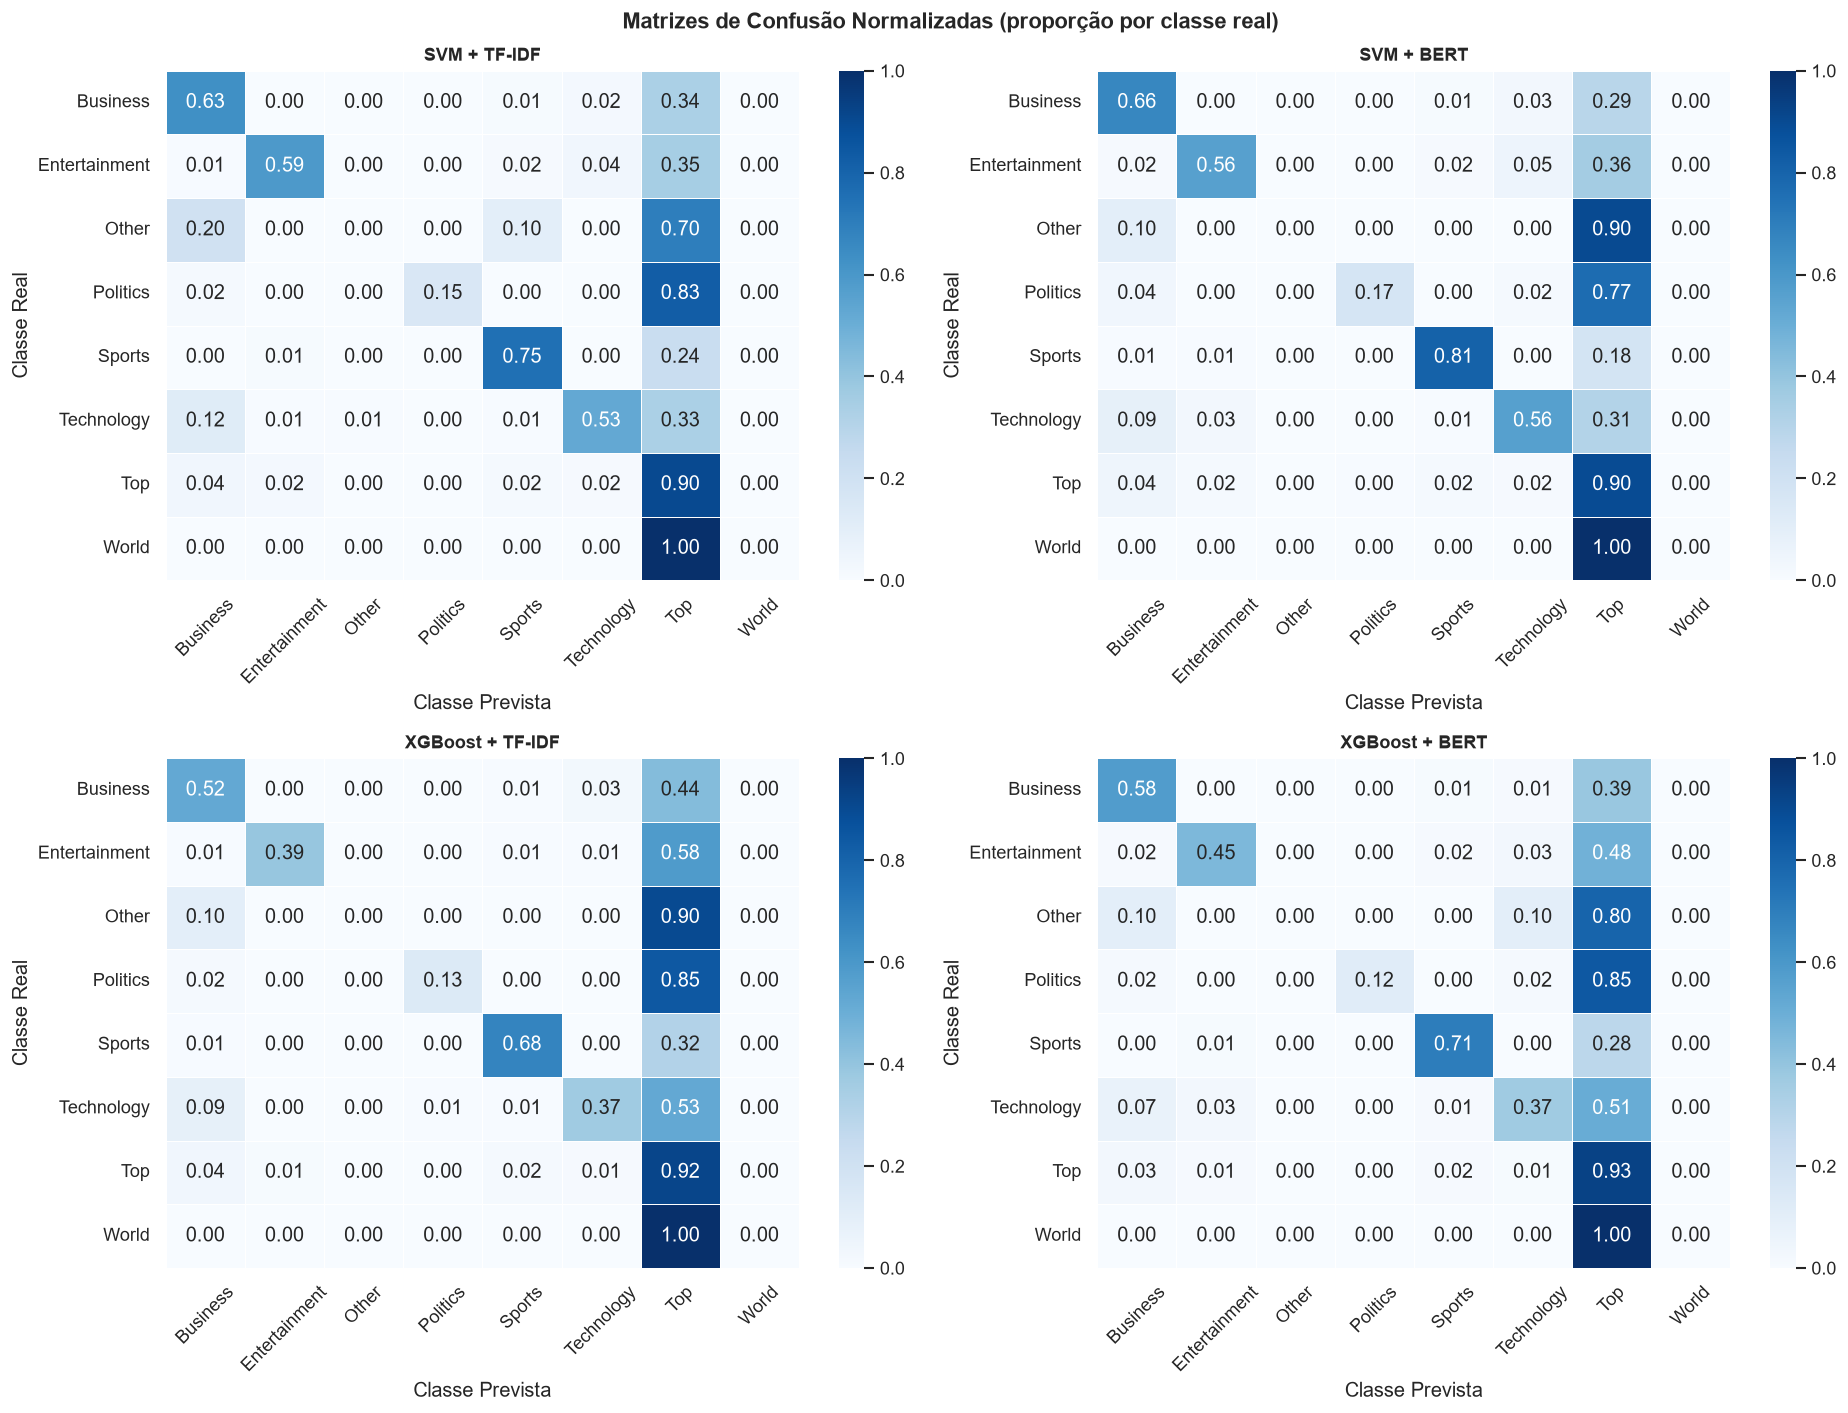 Matrizes de Confusão Normalizadas (proporção por classe real)
SVM + TF-IDF
Classe Real
Business 0.63 0.00 0.00 0.00 0.01 0.02 0.34 0.00
Entertainment 0.01 0.59 0.00 0.00 0.02 0.04 0.35 0.00
Other 0.20 0.00 0.00 0.00 0.10 0.00 0.70 0.00
Politics 0.02 0.00 0.00 0.15 0.00 0.00 0.83 0.00
Sports 0.00 0.01 0.00 0.00 0.75 0.00 0.24 0.00
Technology 0.12 0.01 0.01 0.00 0.01 0.53 0.33 0.00
Top 0.04 0.02 0.00 0.00 0.02 0.02 0.90 0.00
World 0.00 0.00 0.00 0.00 0.00 0.00 1.00 0.00
Business Entertainment Other Politics Sports Technology Top World
Classe Prevista
1.0
0.8
0.6
0.4
0.2
0.0
SVM + BERT
Classe Real
Business 0.66 0.00 0.00 0.00 0.01 0.03 0.29 0.00
Entertainment 0.02 0.56 0.00 0.00 0.02 0.05 0.36 0.00
Other 0.10 0.00 0.00 0.00 0.00 0.00 0.90 0.00
Politics 0.04 0.00 0.00 0.17 0.00 0.02 0.77 0.00
Sports 0.01 0.01 0.00 0.00 0.81 0.00 0.18 0.00
Technology 0.09 0.03 0.00 0.00 0.01 0.56 0.31 0.00
Top 0.04 0.02 0.00 0.00 0.02 0.02 0.90 0.00
World 0.00 0.00 0.00 0.00 0.00 0.00 1.00 0.00
Business Entertainment Other Politics Sports Technology Top World
Classe Prevista
1.0
0.8
0.6
0.4
0.2
0.0
XGBoost + TF-IDF
Classe Real
Business 0.52 0.00 0.00 0.00 0.01 0.03 0.44 0.00
Entertainment 0.01 0.39 0.00 0.00 0.01 0.01 0.58 0.00
Other 0.10 0.00 0.00 0.00 0.00 0.00 0.90 0.00
Politics 0.02 0.00 0.00 0.13 0.00 0.00 0.85 0.00
Sports 0.01 0.00 0.00 0.00 0.68 0.00 0.32 0.00
Technology 0.09 0.00 0.00 0.01 0.01 0.37 0.53 0.00
Top 0.04 0.01 0.00 0.00 0.02 0.01 0.92 0.00
World 0.00 0.00 0.00 0.00 0.00 0.00 1.00 0.00
Business Entertainment Other Politics Sports Technology Top World
Classe Prevista
1.0
0.8
0.6
0.4
0.2
0.0
XGBoost + BERT
Classe Real
Business 0.58 0.00 0.00 0.00 0.01 0.01 0.39 0.00
Entertainment 0.02 0.45 0.00 0.00 0.02 0.03 0.48 0.00
Other 0.10 0.00 0.00 0.00 0.00 0.10 0.80 0.00
Politics 0.02 0.00 0.00 0.12 0.00 0.02 0.85 0.00
Sports 0.00 0.01 0.00 0.00 0.71 0.00 0.28 0.00
Technology 0.07 0.03 0.00 0.00 0.01 0.37 0.51 0.00
Top 0.03 0.01 0.00 0.00 0.02 0.01 0.93 0.00
World 0.00 0.00 0.00 0.00 0.00 0.00 1.00 0.00
Business Entertainment Other Politics Sports Technology Top World
Classe Prevista
1.0
0.8
0.6
0.4
0.2
0.0